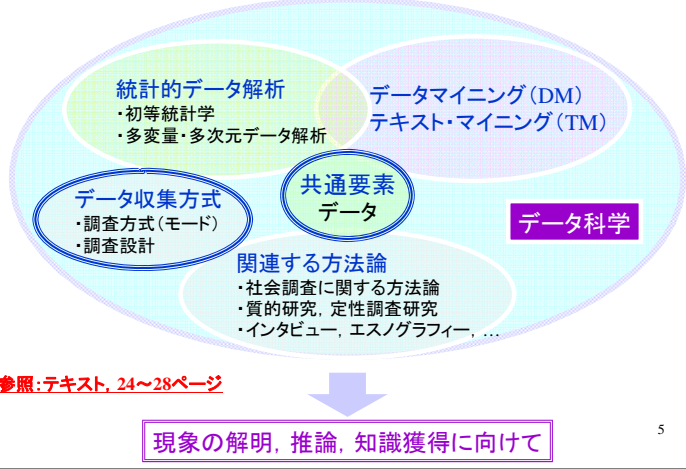 統計的データ解析
・初等統計学
・多変量・多次元データ解析
データマイニング(DM)
テキスト・マイニング(TM)
共通要素
データ
データ収集方式
・調査方式(モード)
・調査設計
データ科学
関連する方法論
・社会調査に関する方法論
・質的研究, 定性調査研究
・インタビュー, エスノグラフィー, …
参照:テキスト, 24~28ページ
現象の解明, 推論, 知識獲得に向けて
5